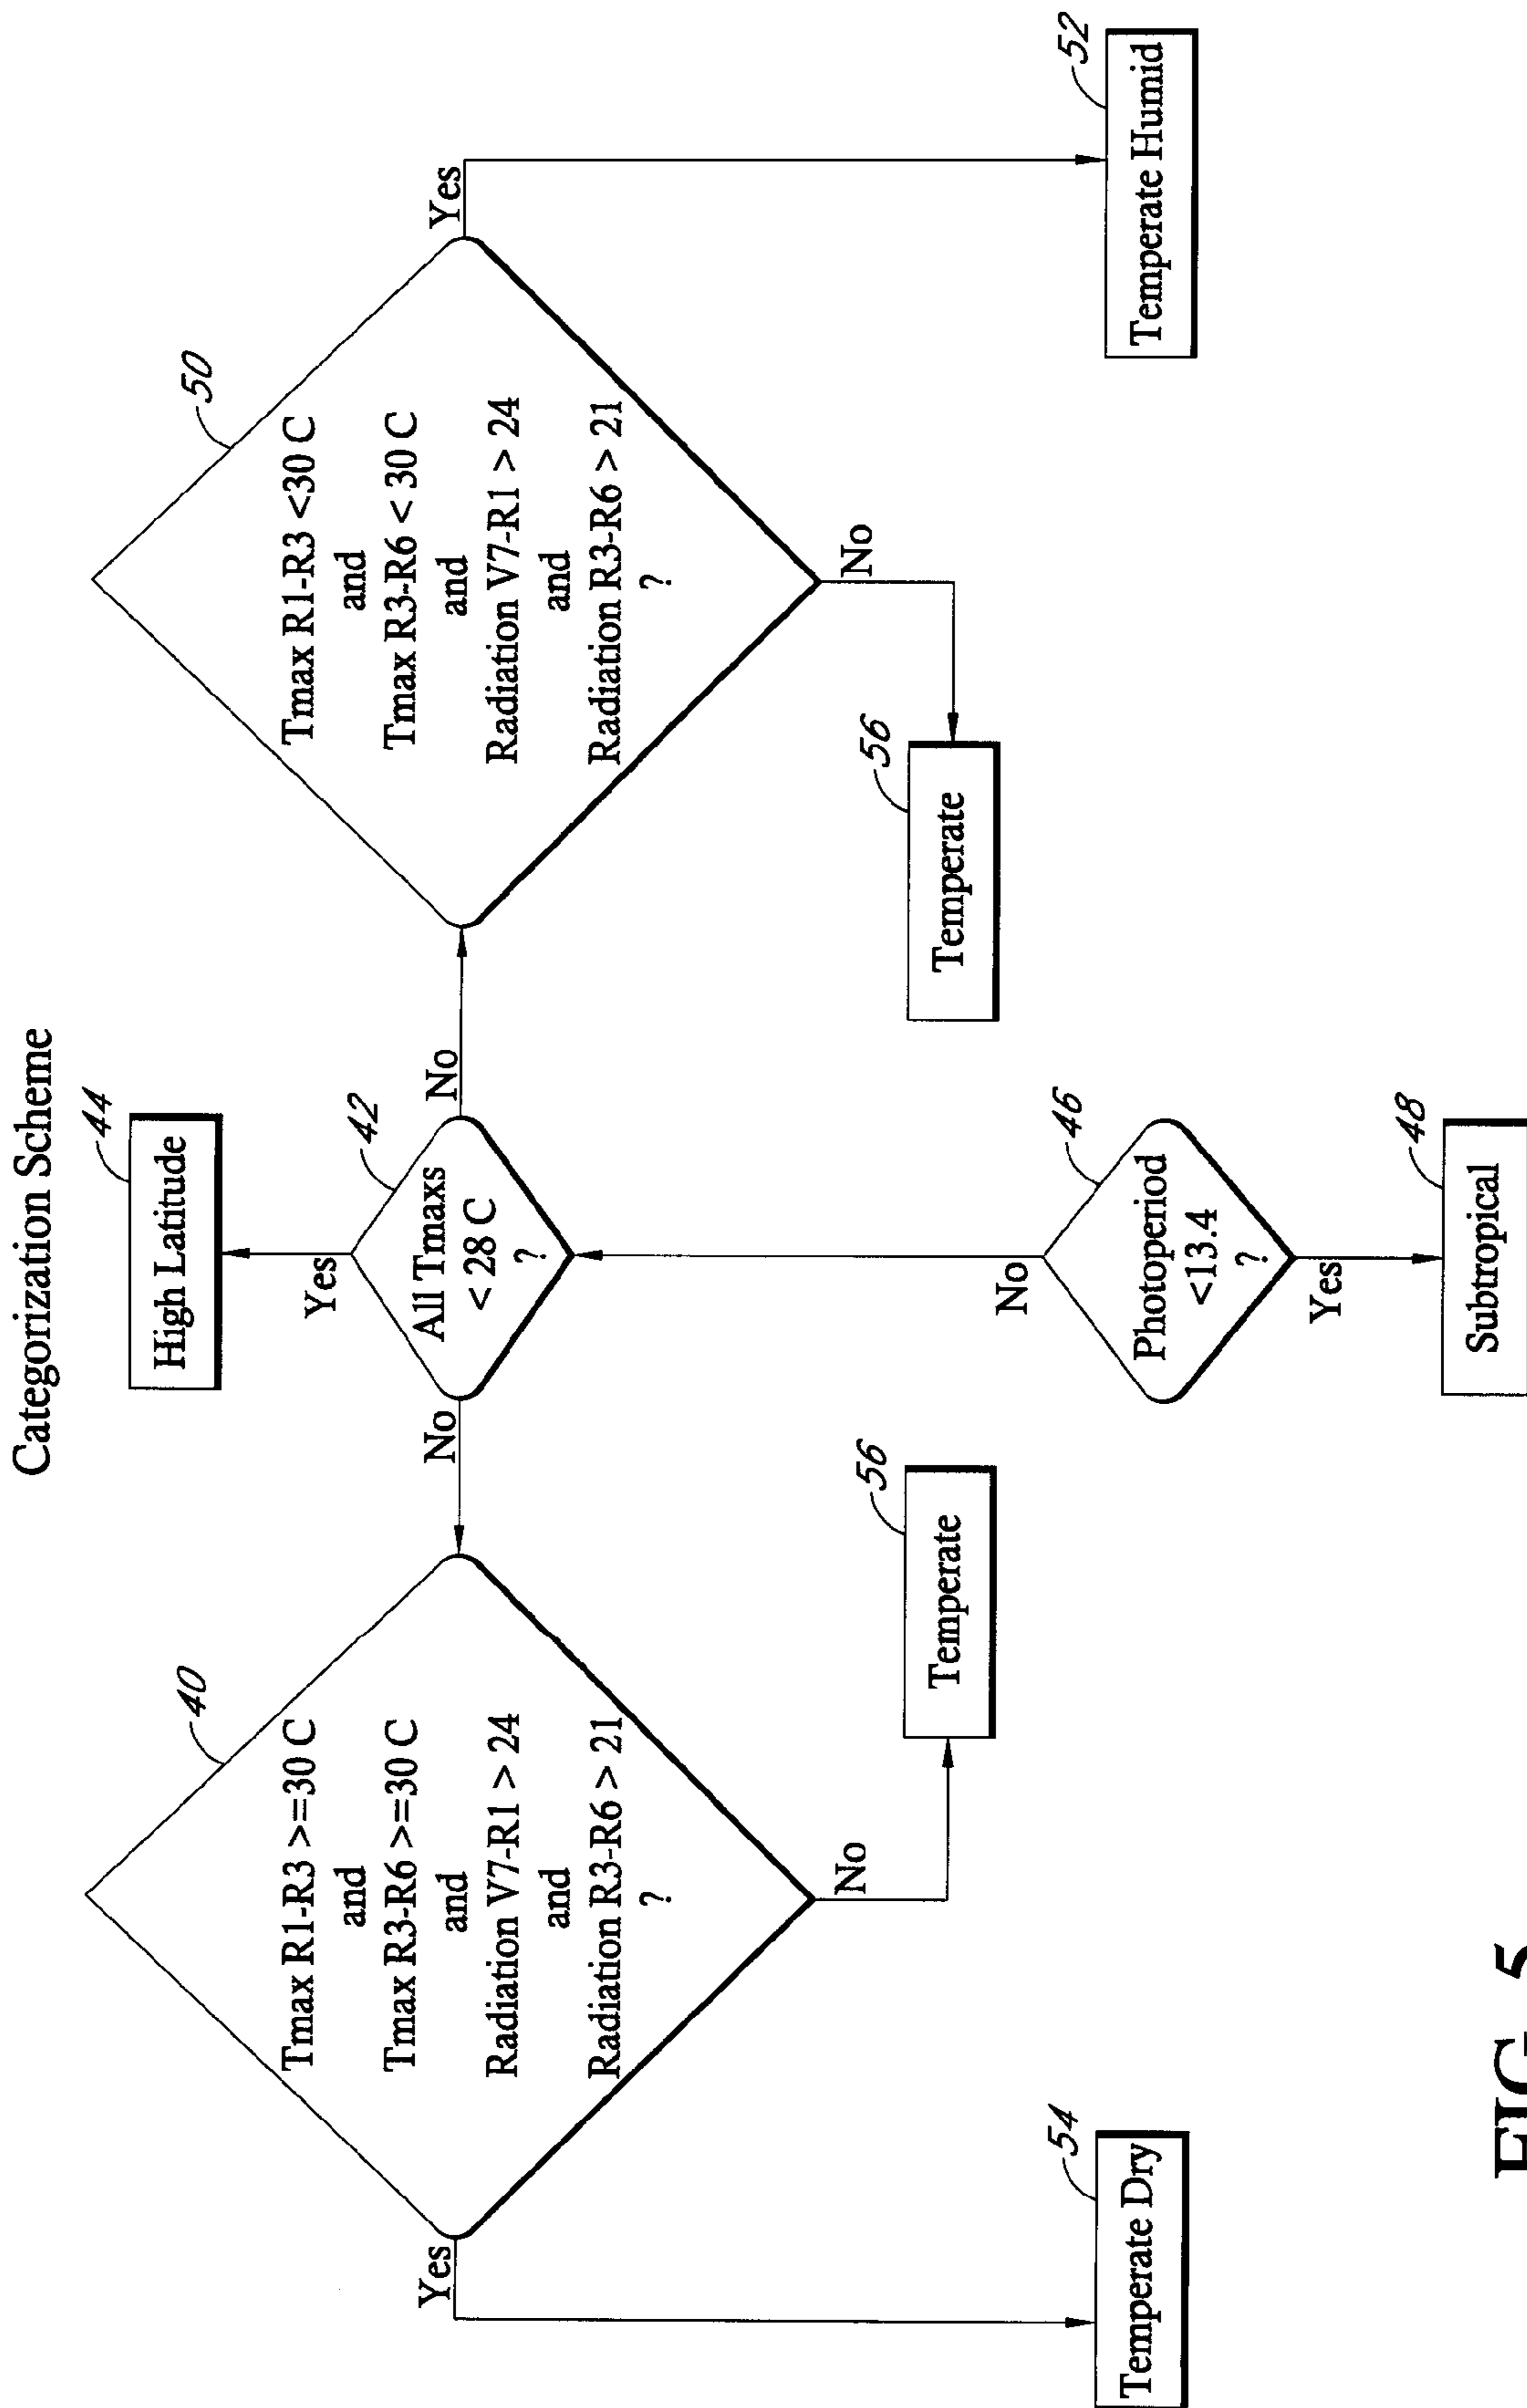 Categorization Scheme
44
High Latitude
Yes
42
All Tmaxs
< 28 C
?
No
No
40
Tmax R1-R3 >=30 C
and
Tmax R3-R6 >=30 C
and
Radiation V7-R1 > 24
and
Radiation R3-R6 > 21
?
Yes
No
50
Tmax R1-R3 <30 C
and
Tmax R3-R6 < 30 C
and
Radiation V7-R1 > 24
and
Radiation R3-R6 > 21
?
Yes
No
56
Temperate
56
Temperate
54
Temperate Dry
No
46
Photoperiod
<13.4
?
Yes
48
Subtropical
52
Temperate Humid
FIG. 5